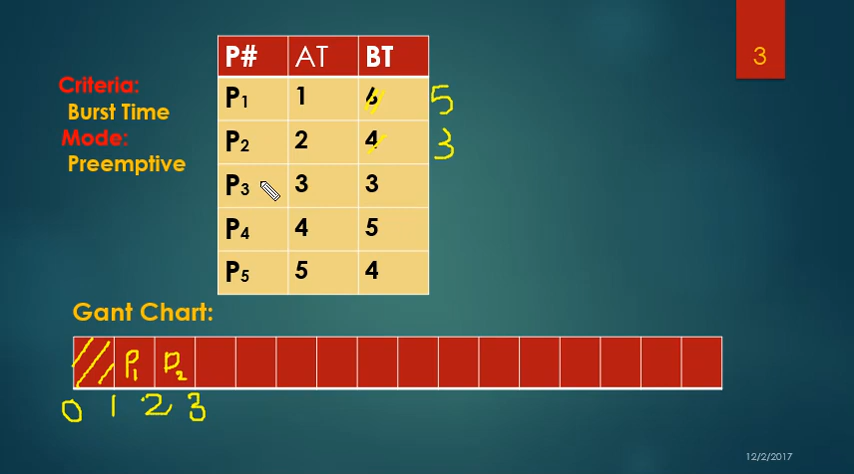 3
P# AT BT
Criteria:
Burst Time
Mode:
Preemptive
P1 1 6 5
P2 2 4 3
P3 3 3
P4 4 5
P5 5 4
Gant Chart:
P1 P2
0 1 2 3
12/2/2017